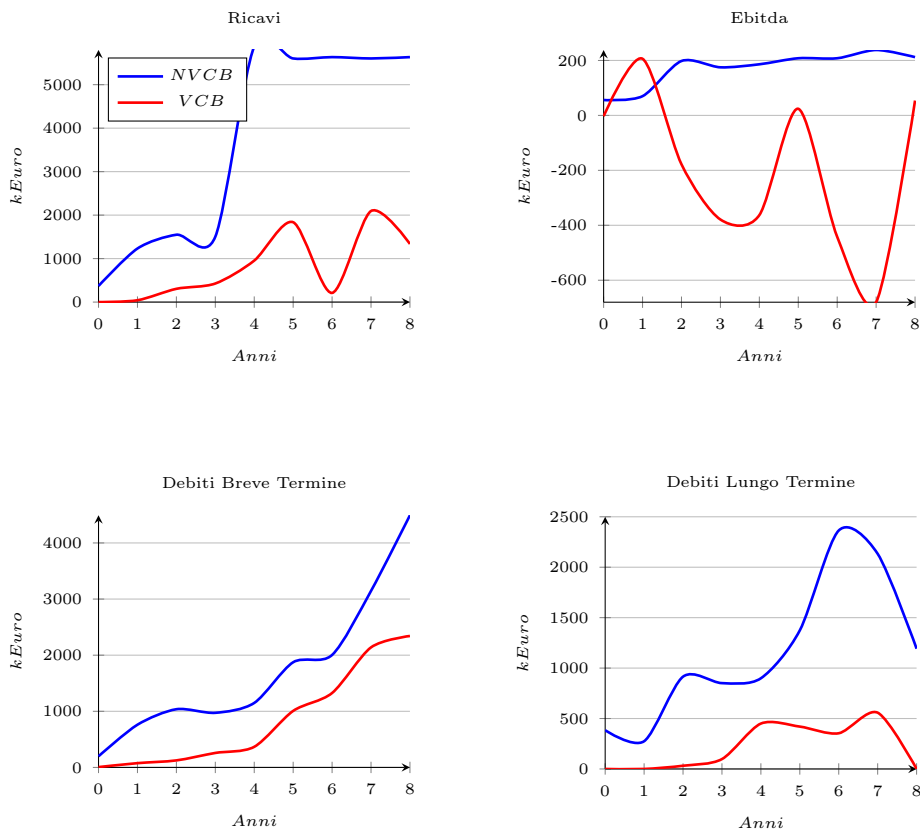 Ricavi
NVCB
VCB
5000
4000
3000
2000
1000
0
kEuro
0 1 2 3 4 5 6 7 8
Anni
Ebitda
200
0
-200
-400
-600
kEuro
0 1 2 3 4 5 6 7 8
Anni
Debiti Breve Termine
4000
3000
2000
1000
0
kEuro
0 1 2 3 4 5 6 7 8
Anni
Debiti Lungo Termine
2500
2000
1500
1000
500
0
kEuro
0 1 2 3 4 5 6 7 8
Anni